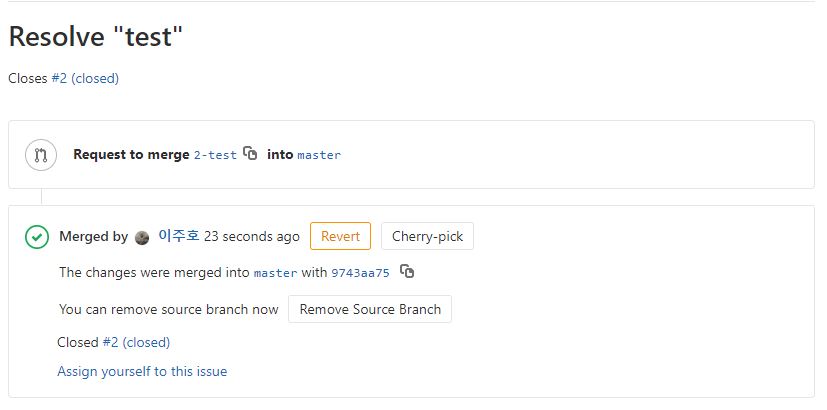 Resolve "test"
Closes #2 (closed)
Request to merge 2-test into master
Merged by 이주호 23 seconds ago Revert Cherry-pick
The changes were merged into master with 9743aa75
You can remove source branch now Remove Source Branch
Closed #2 (closed)
Assign yourself to this issue